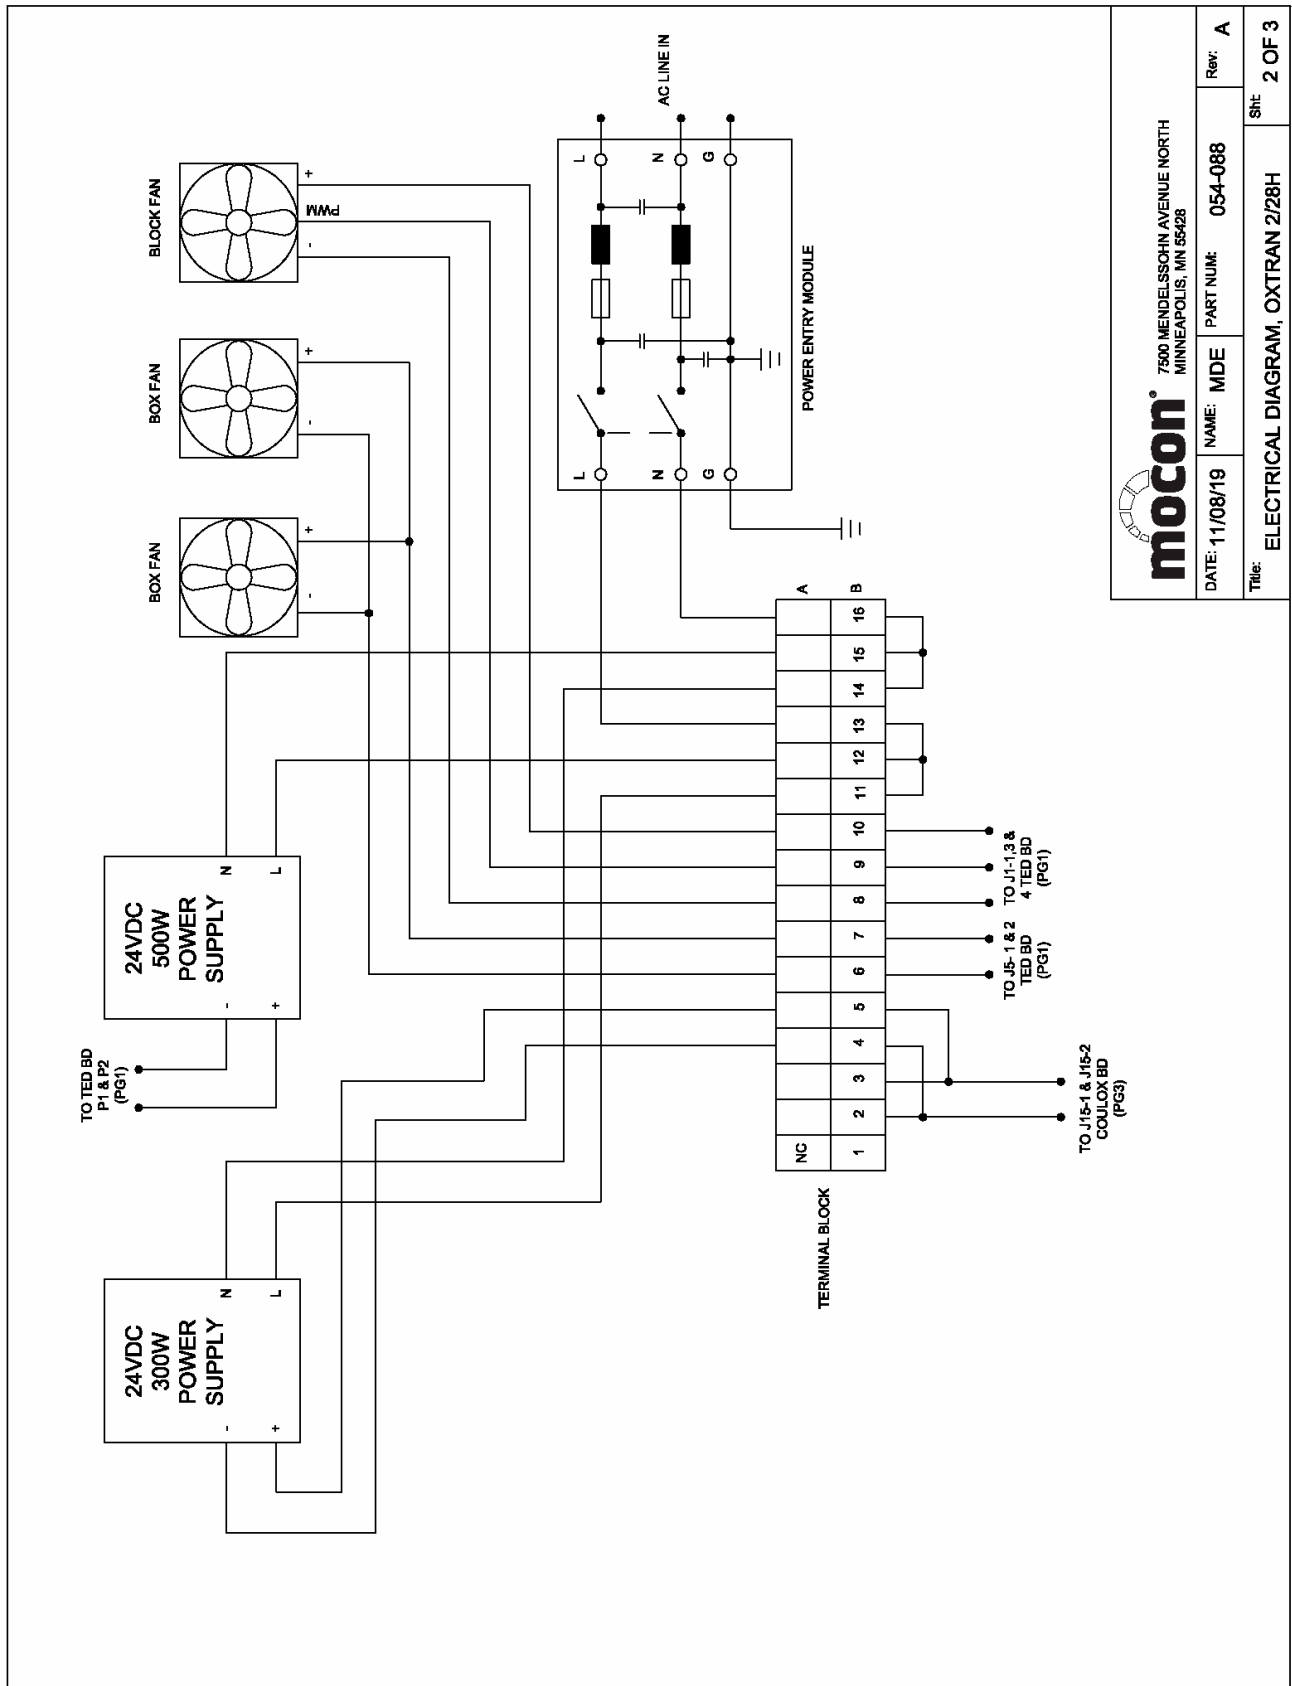 24VDC
300W
POWER
SUPPLY
-
+
N
L
TO TED BD
P1 & P2
(PG1)
24VDC
500W
POWER
SUPPLY
-
+
N
L
BOX FAN
-
+
BOX FAN
-
+
BLOCK FAN
-
PWM
+
AC LINE IN
L
N
G
L
N
G
POWER ENTRY MODULE
TERMINAL BLOCK
NC
A
B
1
2
3
4
5
6
7
8
9
10
11
12
13
14
15
16
TO J15-1 & J15-2
COULOX BD
(PG3)
TO J5- 1 & 2
TED BD
(PG1)
TO J1-1,3 &
4 TED BD
(PG1)
mocon®
7500 MENDELSSOHN AVENUE NORTH
MINNEAPOLIS, MN 55428
DATE: 11/08/19
NAME: MDE
PART NUM: 054-088
Rev: A
Title: ELECTRICAL DIAGRAM, OXTRAN 2/28H
Sht: 2 OF 3